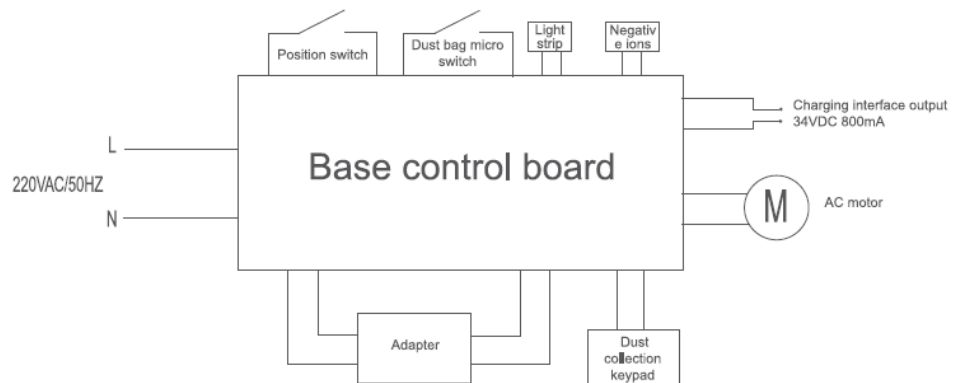 Position switch
Dust bag micro
switch
Light
strip
Negativ
e ions
Charging interface output
34VDC 800mA
L
220VAC/50HZ
N
Base control board
M
AC motor
Adapter
Dust
collection
keypad